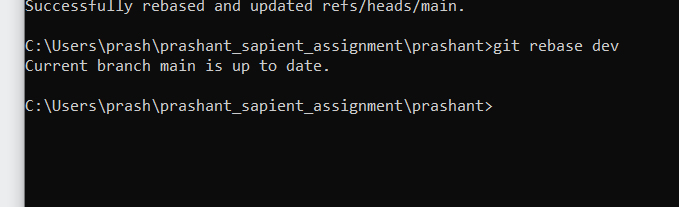 Successfully rebased and updated refs/heads/main.
C:\Users\prash\prashant_sapient_assignment\prashant>git rebase dev
Current branch main is up to date.
C:\Users\prash\prashant_sapient_assignment\prashant>